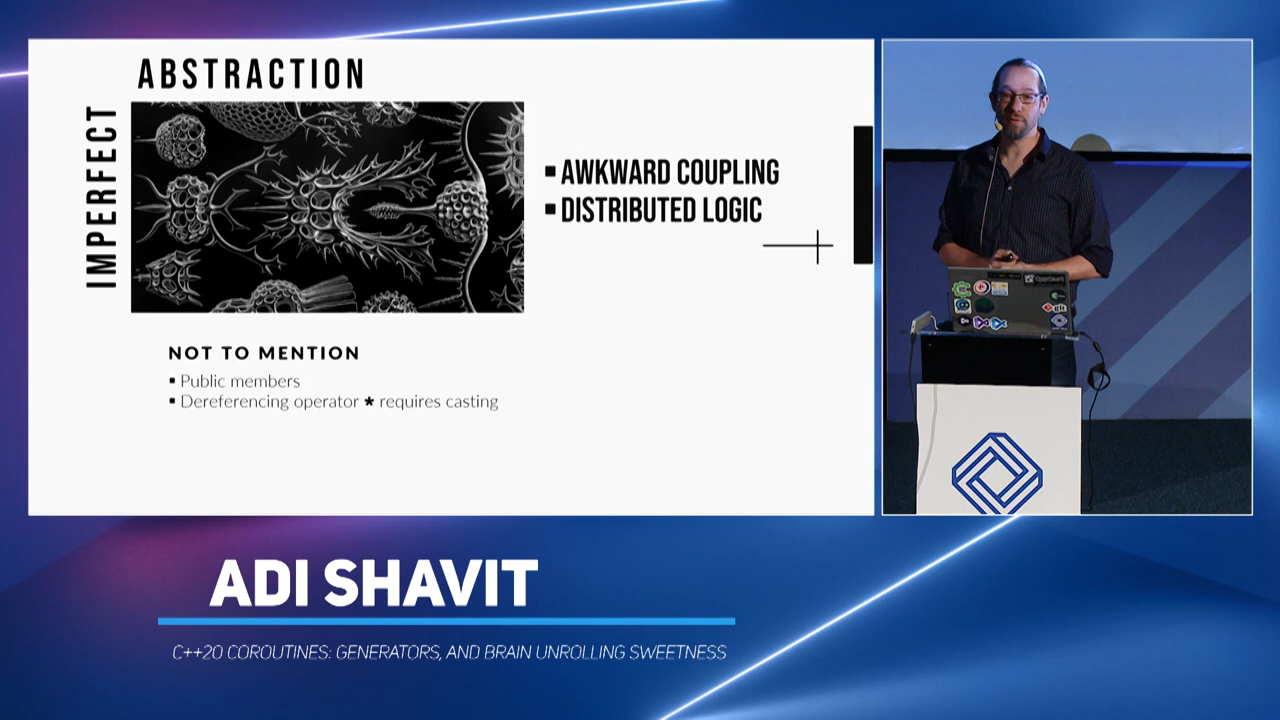 ABSTRACTION
IMPERFECT
▪ AWKWARD COUPLING
▪ DISTRIBUTED LOGIC
NOT TO MENTION
▪ Public members
▪ Dereferencing operator * requires casting
git
ADI SHAVIT
C++20 COROUTINES: GENERATORS, AND BRAIN UNROLLING SWEETNESS